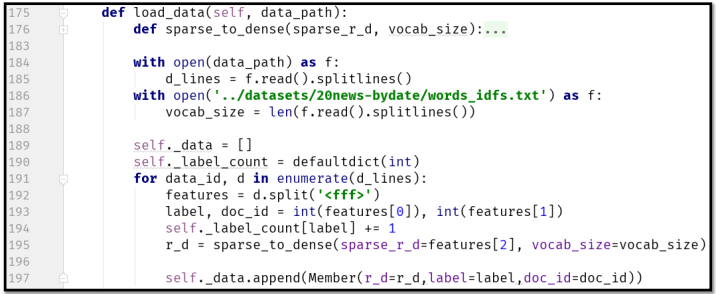 175 def load_data(self, data_path):
176 def sparse_to_dense(sparse_r_d, vocab_size):...
183
184 with open(data_path) as f:
185 d_lines = f.read().splitlines()
186 with open('../datasets/20news-bydate/words_idfs.txt') as f:
187 vocab_size = len(f.read().splitlines())
188
189 self._data = []
190 self._label_count = defaultdict(int)
191 for data_id, d in enumerate(d_lines):
192 features = d.split('<fff>')
193 label, doc_id = int(features[0]), int(features[1])
194 self._label_count[label] += 1
195 r_d = sparse_to_dense(sparse_r_d=features[2], vocab_size=vocab_size)
196
197 self._data.append(Member(r_d=r_d,label=label,doc_id=doc_id))